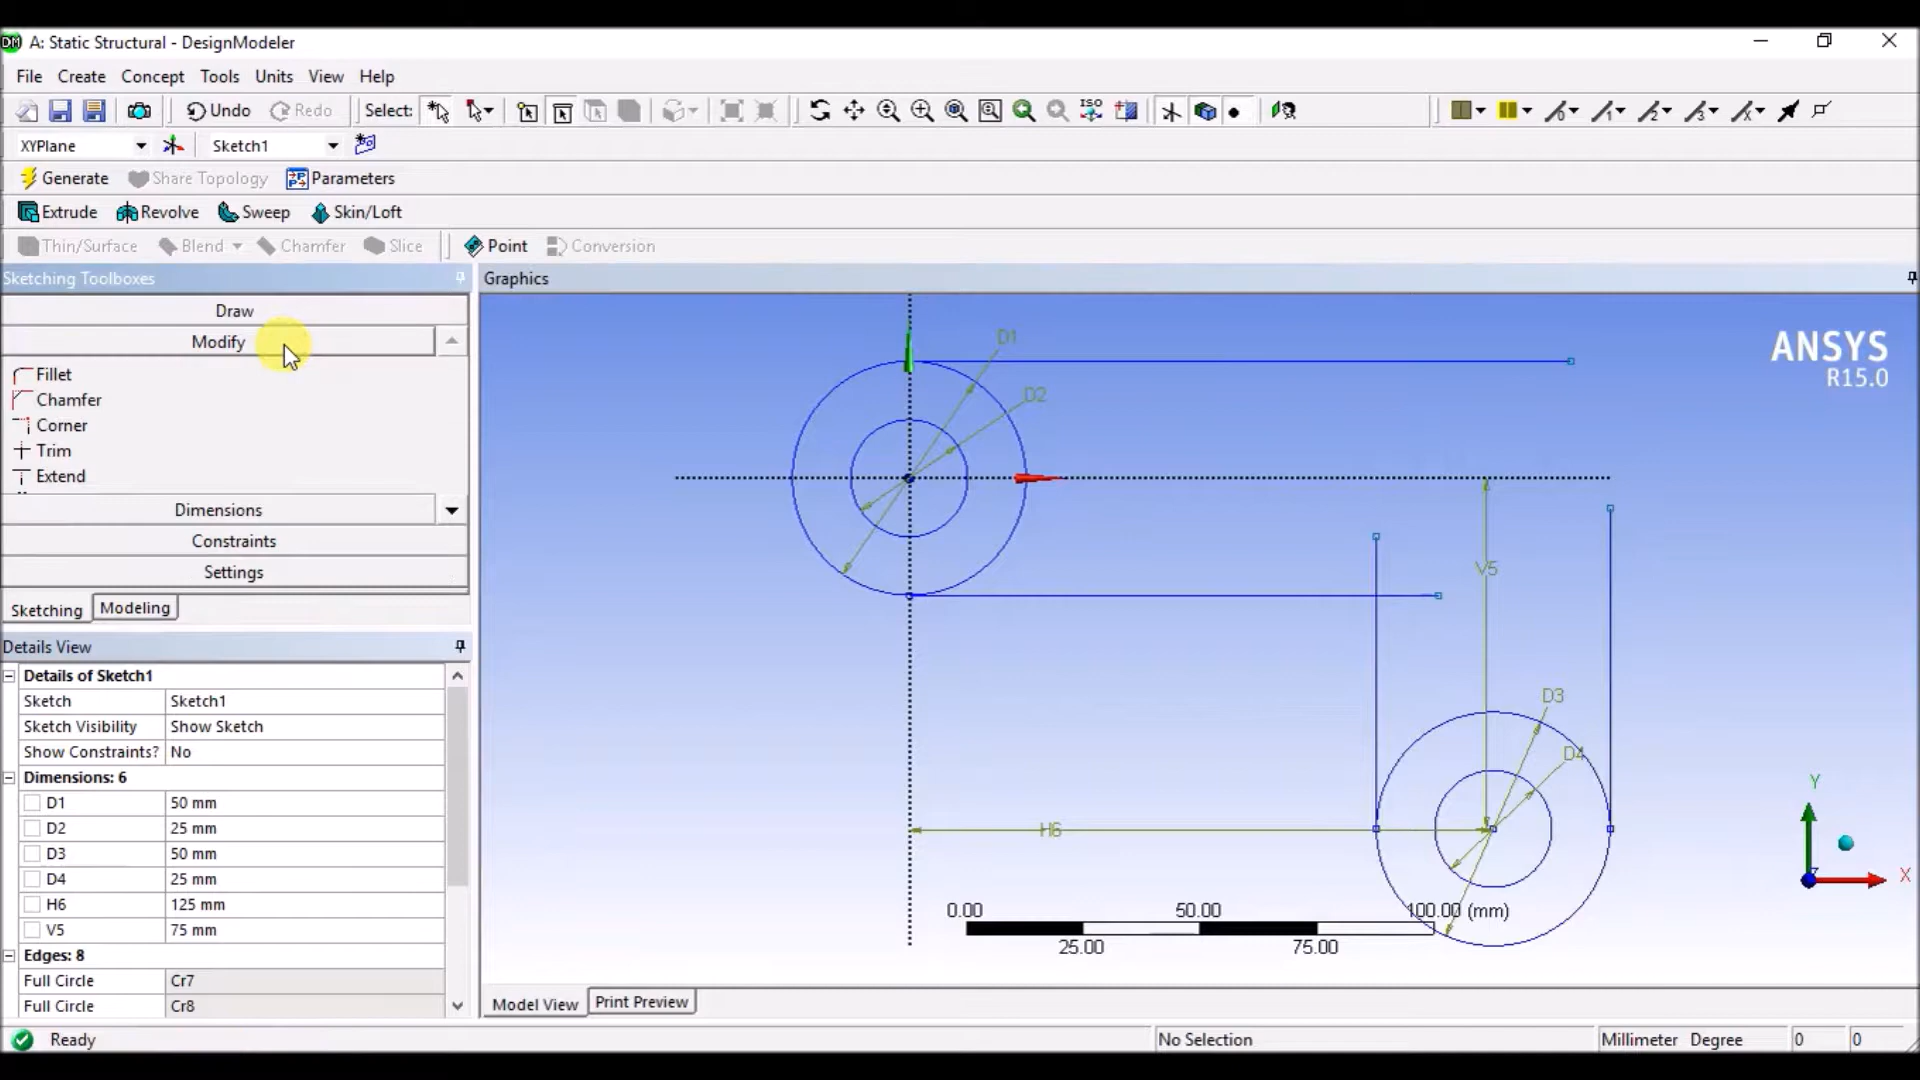 A: Static Structural - DesignModeler
File Create Concept Tools Units View Help
Undo Redo Select: ISO
XYPlane Sketch1
Generate Share Topology Parameters
Extrude Revolve Sweep Skin/Loft
Thin/Surface Blend Chamfer Slice Point Conversion
Sketching Toolboxes
Draw
Modify
Fillet
Chamfer
Corner
Trim
Extend
Dimensions
Constraints
Settings
Sketching Modeling
Details View
Details of Sketch1
Sketch Sketch1
Sketch Visibility Show Sketch
Show Constraints? No
Dimensions: 6
D1 50 mm
D2 25 mm
D3 50 mm
D4 25 mm
H6 125 mm
V5 75 mm
Edges: 8
Full Circle Cr7
Full Circle Cr8
Graphics
ANSYS
R15.0
D1
D2
V5
D3
D4
H6
0.00 50.00 100.00 (mm)
25.00 75.00
Y
X
Model View Print Preview
Ready No Selection Millimeter Degree 0 0